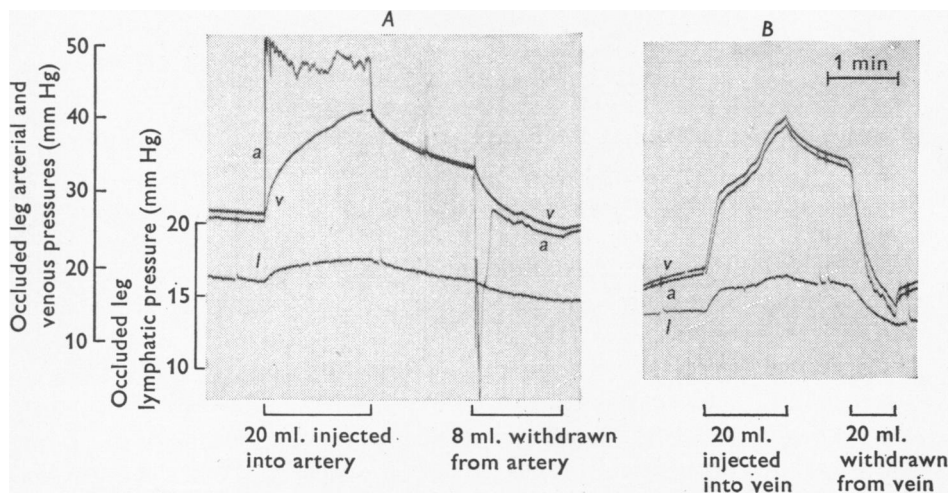 A
B
Occluded leg arterial and
venous pressures (mm Hg)
50
40
30
20
10
Occluded leg
lymphatic pressure (mm Hg)
20
15
10
a
v
l
v
a
1 min
v
a
l
20 ml. injected
into artery
8 ml. withdrawn
from artery
20 ml.
injected
into vein
20 ml.
withdrawn
from vein